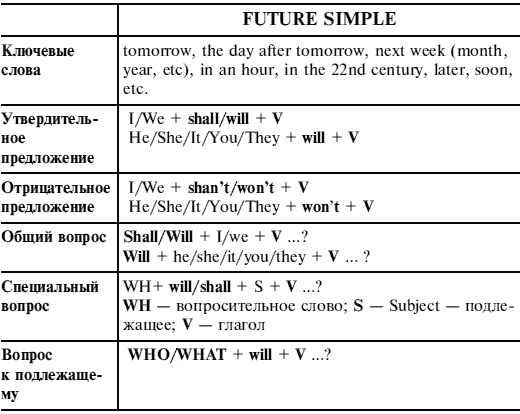 FUTURE SIMPLE
Ключевые
слова
tomorrow, the day after tomorrow, next week (month,
year, etc), in an hour, in the 22nd century, later, soon,
etc.
Утвердитель-
ное
предложение
I/We + shall/will + V
He/She/It/You/They + will + V
Отрицательное
предложение
I/We + shan’t/won’t + V
He/She/It/You/They + won’t + V
Общий вопрос
Shall/Will + I/we + V ...?
Will + he/she/it/you/they + V ... ?
Специальный
вопрос
WH+ will/shall + S + V ...?
WH — вопросительное слово; S — Subject — подле-
жащее; V — глагол
Вопрос
к подлежаще-
му
WHO/WHAT + will + V ...?